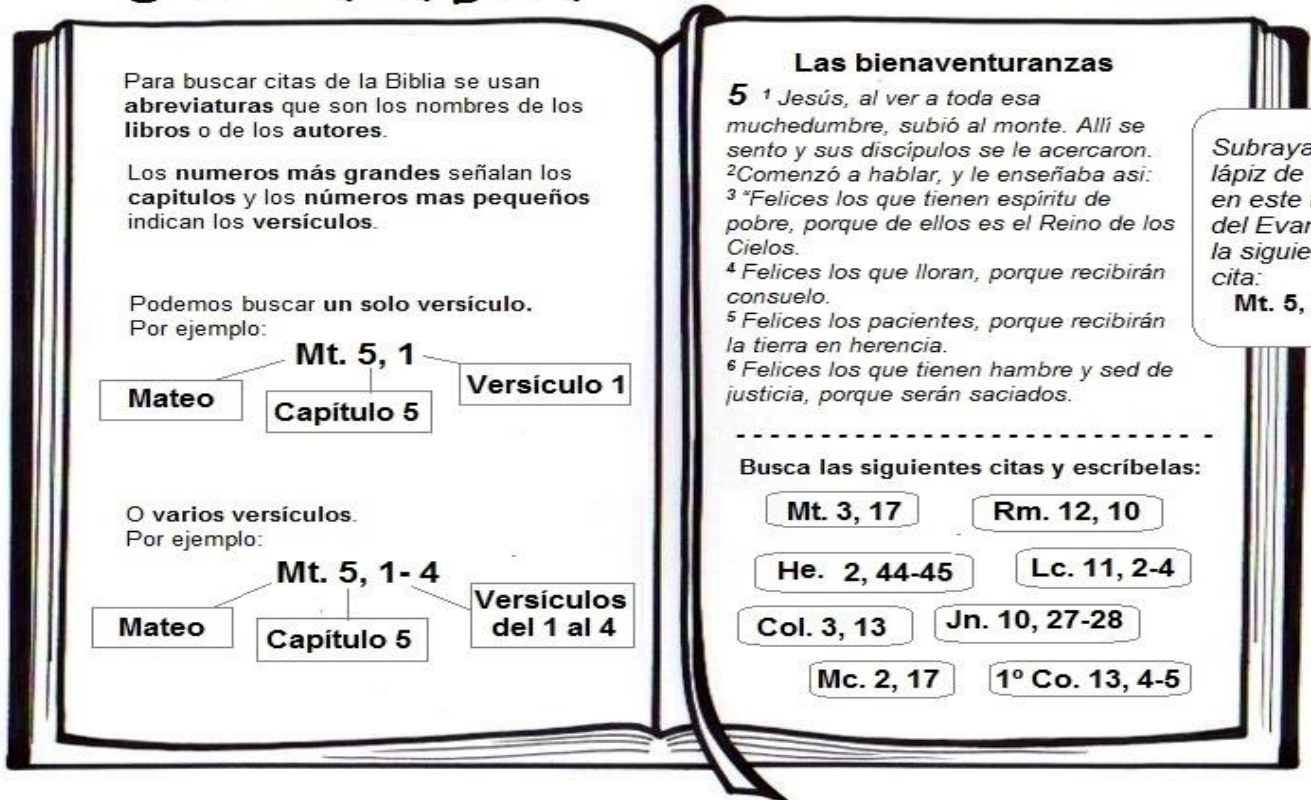 Para buscar citas de la Biblia se usan
abreviaturas que son los nombres de los
libros o de los autores.
Los numeros más grandes señalan los
capitulos y los números mas pequeños
indican los versículos.
Podemos buscar un solo versículo.
Por ejemplo:
Mt. 5, 1
Mateo
Capítulo 5
Versículo 1
O varios versículos.
Por ejemplo:
Mt. 5, 1- 4
Mateo
Capítulo 5
Versículos
del 1 al 4
Las bienaventuranzas
5 1 Jesús, al ver a toda esa
muchedumbre, subió al monte. Allí se
sento y sus discípulos se le acercaron.
2Comenzó a hablar, y le enseñaba asi:
3 "Felices los que tienen espíritu de
pobre, porque de ellos es el Reino de los
Cielos.
4 Felices los que lloran, porque recibirán
consuelo.
5 Felices los pacientes, porque recibirán
la tierra en herencia.
6 Felices los que tienen hambre y sed de
justicia, porque serán saciados.
Subraya
lápiz de
en este
del
la
cita:
Mt. 5,
Busca las siguientes citas y escríbelas:
Mt. 3, 17
Rm. 12, 10
He. 2, 44-45
Lc. 11, 2-4
Col. 3, 13
Jn. 10, 27-28
Mc. 2, 17
1º Co. 13, 4-5